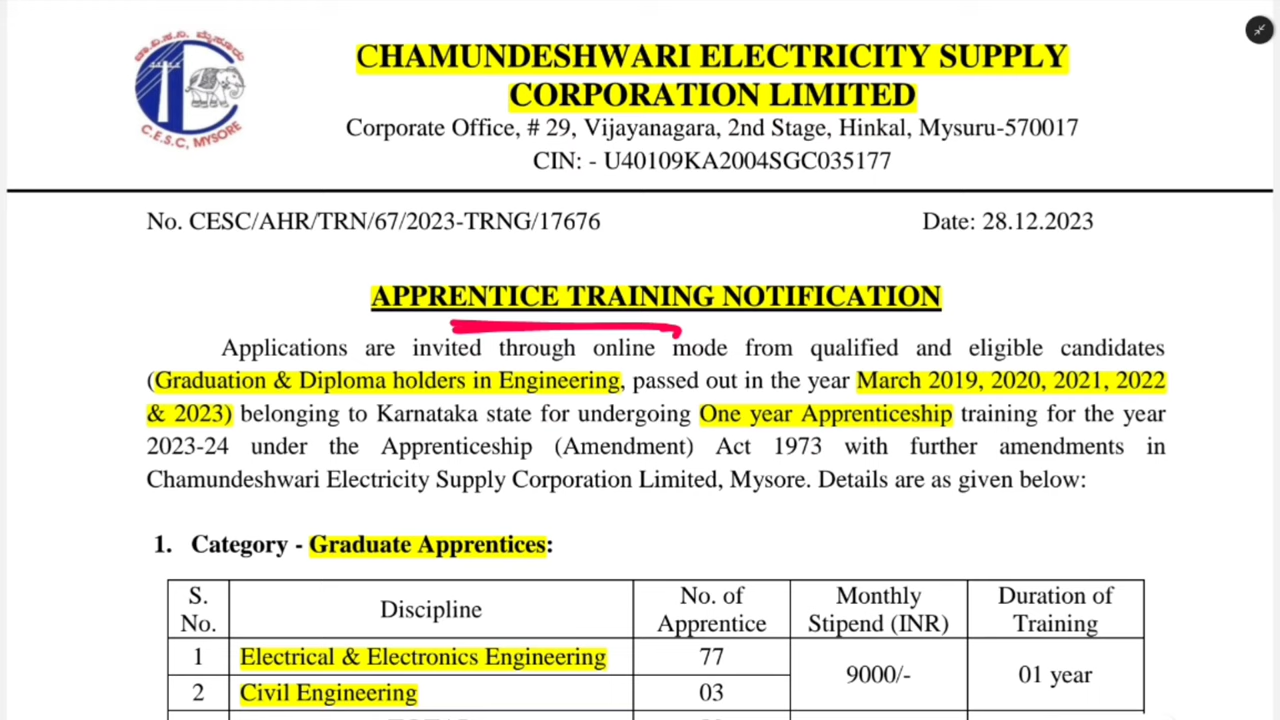 ಚಾ.ವಿ.ಸ.ನಿ, ಮೈಸೂರು
C.E.S.C, MYSORE
CHAMUNDESHWARI ELECTRICITY SUPPLY
CORPORATION LIMITED
Corporate Office, # 29, Vijayanagara, 2nd Stage, Hinkal, Mysuru-570017
CIN: - U40109KA2004SGC035177
No. CESC/AHR/TRN/67/2023-TRNG/17676 Date: 28.12.2023
APPRENTICE TRAINING NOTIFICATION
Applications are invited through online mode from qualified and eligible candidates
(Graduation & Diploma holders in Engineering, passed out in the year March 2019, 2020, 2021, 2022
& 2023) belonging to Karnataka state for undergoing One year Apprenticeship training for the year
2023-24 under the Apprenticeship (Amendment) Act 1973 with further amendments in
Chamundeshwari Electricity Supply Corporation Limited, Mysore. Details are as given below:
1. Category - Graduate Apprentices:
S. No. Discipline No. of Apprentice Monthly Stipend (INR) Duration of Training
1 Electrical & Electronics Engineering 77 9000/- 01 year
2 Civil Engineering 03